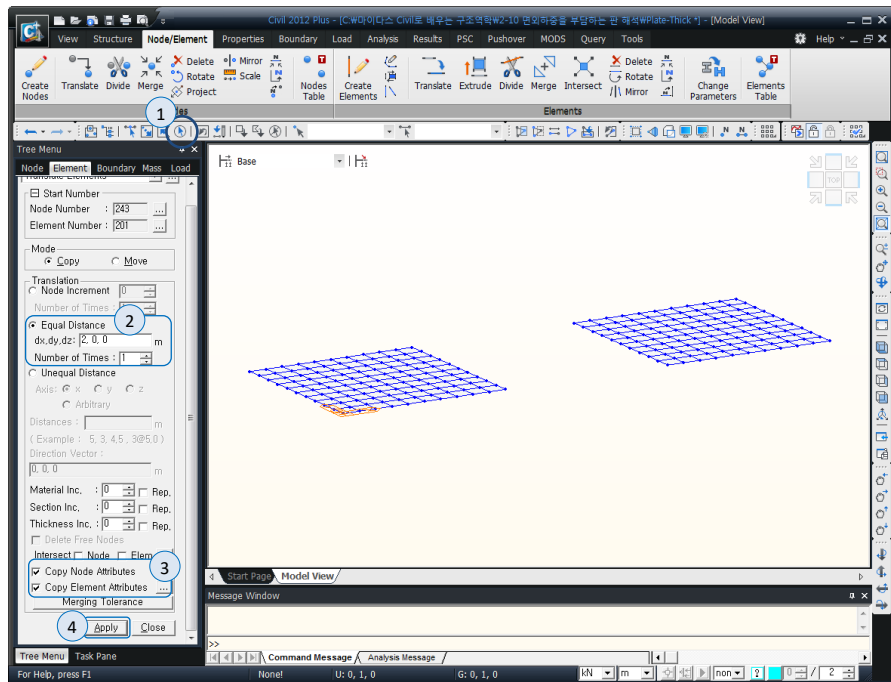 Civil 2012 Plus - [C:₩마이다스 Civil로 배우는 구조역학₩2-10 면외하중을 부담하는 판 해석₩Plate-Thick *] - [Model View]
View Structure Node/Element Properties Boundary Load Analysis Results PSC Pushover MODS Query Tools Help
Create Nodes Translate Divide Merge Delete Rotate Project Mirror Scale Nodes Table Create Elements Translate Extrude Divide Merge Intersect Delete Rotate Mirror Change Parameters Elements Table
Elements
1
Tree Menu
Node Element Boundary Mass Load
Base
TOP
Translate Elements
Start Number
Node Number : 243 ...
Element Number : 201 ...
Mode
Copy Move
Translation
Node Increment 0
Number of Times :
Equal Distance
2
dx,dy,dz: 2, 0, 0 m
Number of Times : 1
Unequal Distance
Axis: x y z
Arbitrary
Distances : m
( Example : 5, 3, 4.5 , 3@5.0 )
Direction Vector :
0, 0, 0 m
Material Inc. : 0 Rep.
Section Inc. : 0 Rep.
Thickness Inc. : 0 Rep.
Delete Free Nodes
Intersect Node Elem
3
Copy Node Attributes
Copy Element Attributes ...
Merging Tolerance
4
Apply Close
Start Page Model View
Message Window
>>
Command Message Analysis Message
Tree Menu Task Pane
For Help, press F1 None! U: 0, 1, 0 G: 0, 1, 0 kN m non ? 0 / 2